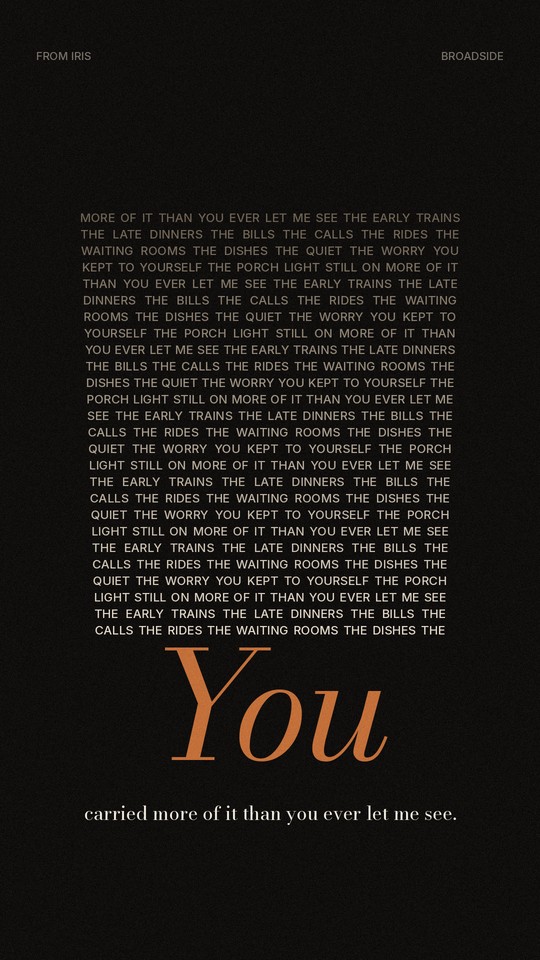 FROM IRIS
BROADSIDE
MORE OF IT THAN YOU EVER LET ME SEE THE EARLY TRAINS
THE LATE DINNERS THE BILLS THE CALLS THE RIDES THE
WAITING ROOMS THE DISHES THE QUIET THE WORRY YOU
KEPT TO YOURSELF THE PORCH LIGHT STILL ON MORE OF IT
THAN YOU EVER LET ME SEE THE EARLY TRAINS THE LATE
DINNERS THE BILLS THE CALLS THE RIDES THE WAITING
ROOMS THE DISHES THE QUIET THE WORRY YOU KEPT TO
YOURSELF THE PORCH LIGHT STILL ON MORE OF IT THAN
YOU EVER LET ME SEE THE EARLY TRAINS THE LATE DINNERS
THE BILLS THE CALLS THE RIDES THE WAITING ROOMS THE
DISHES THE QUIET THE WORRY YOU KEPT TO YOURSELF THE
PORCH LIGHT STILL ON MORE OF IT THAN YOU EVER LET ME
SEE THE EARLY TRAINS THE LATE DINNERS THE BILLS THE
CALLS THE RIDES THE WAITING ROOMS THE DISHES THE
QUIET THE WORRY YOU KEPT TO YOURSELF THE PORCH
LIGHT STILL ON MORE OF IT THAN YOU EVER LET ME SEE
THE EARLY TRAINS THE LATE DINNERS THE BILLS THE
CALLS THE RIDES THE WAITING ROOMS THE DISHES THE
QUIET THE WORRY YOU KEPT TO YOURSELF THE PORCH
LIGHT STILL ON MORE OF IT THAN YOU EVER LET ME SEE
THE EARLY TRAINS THE LATE DINNERS THE BILLS THE
CALLS THE RIDES THE WAITING ROOMS THE DISHES THE
QUIET THE WORRY YOU KEPT TO YOURSELF THE PORCH
LIGHT STILL ON MORE OF IT THAN YOU EVER LET ME SEE
THE EARLY TRAINS THE LATE DINNERS THE BILLS THE
CALLS THE RIDES THE WAITING ROOMS THE DISHES THE
You
carried more of it than you ever let me see.